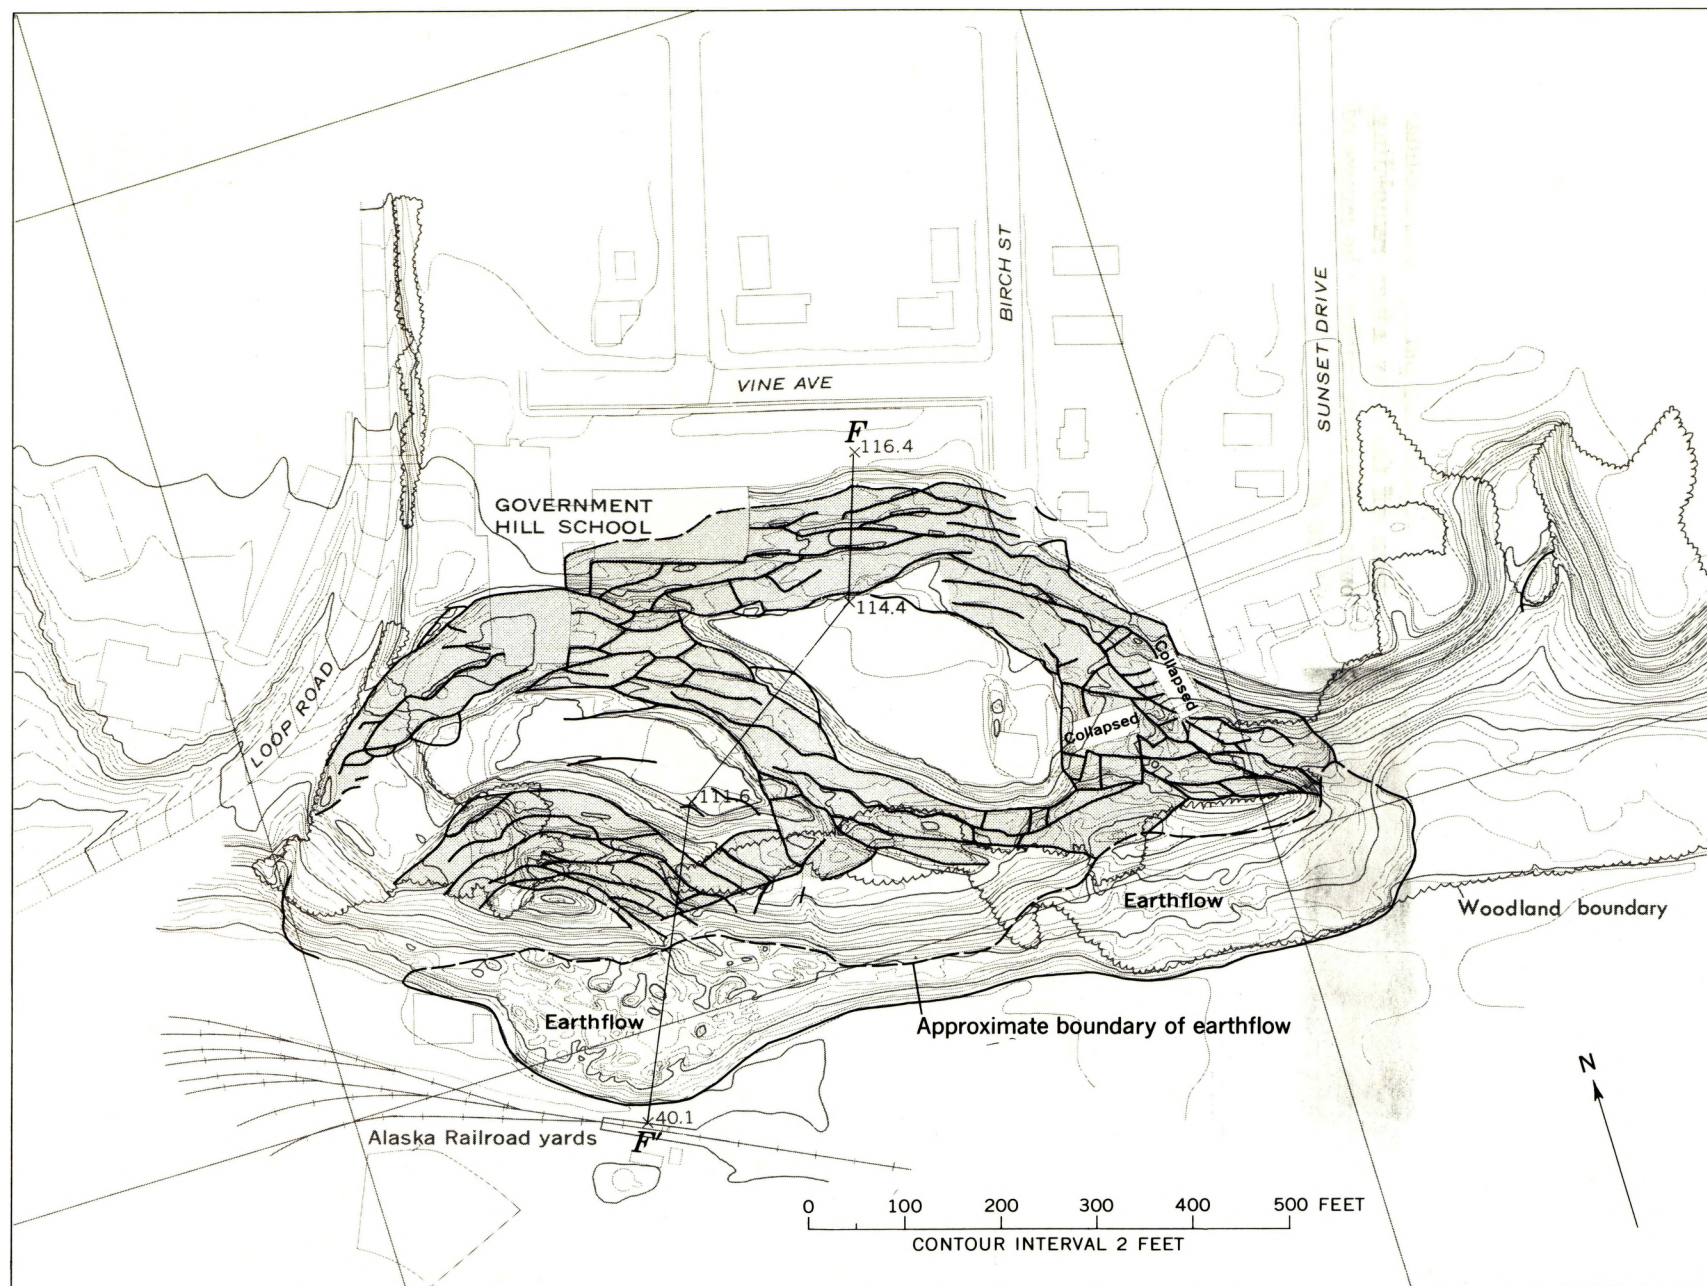 BIRCH ST
SUNSET DRIVE
VINE AVE
F
116.4
GOVERNMENT
HILL SCHOOL
114.4
Collapsed
Collapsed
LOOP ROAD
111.6
Earthflow
Woodland boundary
Earthflow
Approximate boundary of earthflow
N
40.1
Alaska Railroad yards
F'
0 100 200 300 400 500 FEET
CONTOUR INTERVAL 2 FEET